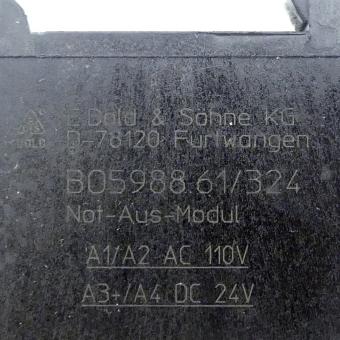 E.Dold & Söhne KG
DOLD
D-78120 Furtwangen
BO5988.61/324
Not-Aus-Modul
A1/A2 AC 110V
A3+/A4 DC 24V